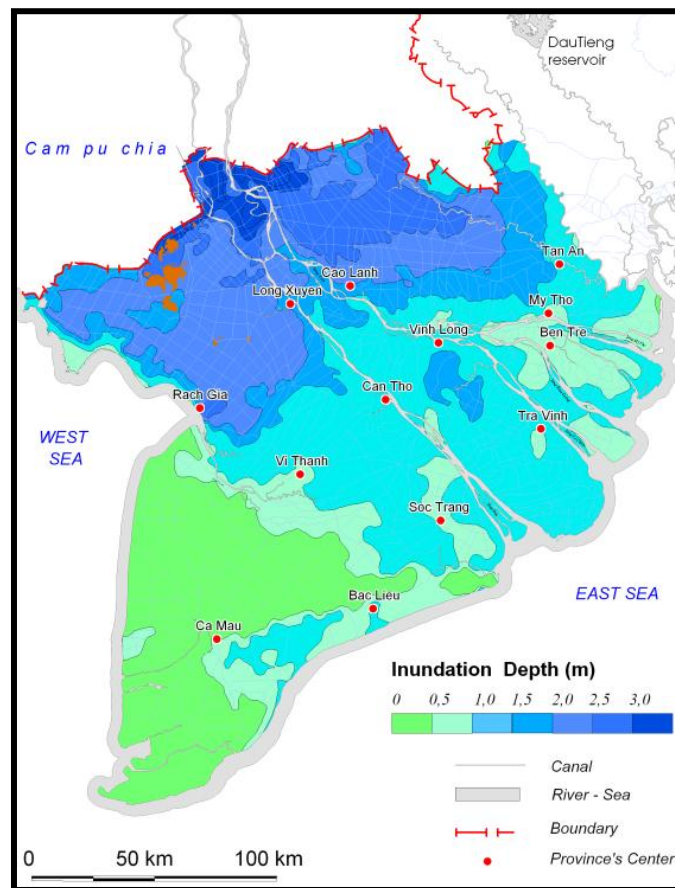 DauTieng
reservoir
Cam pu chia
Tan An
Cao Lanh
Long Xuyen
My Tho
Vinh Long
Ben Tre
Can Tho
Rach Gia
Tra Vinh
WEST
SEA
Vi Thanh
Soc Trang
EAST SEA
Bac Lieu
Ca Mau
Inundation Depth (m)
0 0,5 1,0 1,5 2,0 2,5 3,0
Canal
River - Sea
Boundary
Province's Center
0 50 km 100 km